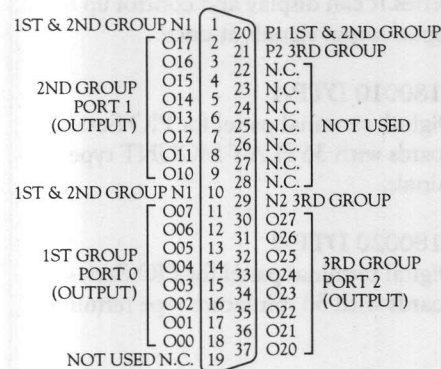 1ST & 2ND GROUP N1 1
O17 2
O16 3
O15 4
2ND GROUP
PORT 1
(OUTPUT)
O14 5
O13 6
O12 7
O11 8
O10 9
1ST & 2ND GROUP N1 10
O07 11
O06 12
O05 13
1ST GROUP
PORT 0
(OUTPUT)
O04 14
O03 15
O02 16
O01 17
O00 18
NOT USED N.C. 19
20 P1 1ST & 2ND GROUP
21 P2 3RD GROUP
22 N.C.
23 N.C.
24 N.C.
25 N.C. NOT USED
26 N.C.
27 N.C.
28 N.C.
29 N2 3RD GROUP
30 O27
31 O26
32 O25
33 O24
3RD GROUP
PORT 2
(OUTPUT)
34 O23
35 O22
36 O21
37 O20